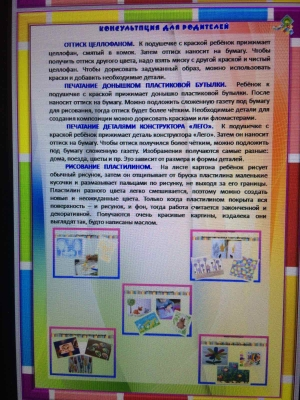 КОНСУЛЬТАЦИЯ ДЛЯ РОДИТЕЛЕЙ
ОТТИСК ЦЕЛЛОФАНОМ. К подушечке с краской ребёнок прижимает
целлофан, смятый в комок. Затем оттиск наносит на бумагу. Чтобы
получить оттиск другого цвета, надо взять миску с другой краской и чистый
целлофан. Чтобы дорисовать задуманный образ, можно использовать
краски и добавить необходимые детали.
ПЕЧАТАНИЕ ДОНЫШКОМ ПЛАСТИКОВОЙ БУТЫЛКИ. Ребёнок к
подушечке с краской прижимает донышко пластиковой бутылки. После
наносит оттиск на бумагу. Можно подложить сложенную газету под бумагу
для рисования, тогда оттиск будет более чётким. Необходимые детали для
создания композиции можно дорисовать красками или фломастерами.
ПЕЧАТАНИЕ ДЕТАЛЯМИ КОНСТРУКТОРА «ЛЕГО». К подушечке с
краской ребёнок прижимает деталь конструктора «Лего». Затем он наносит
оттиск на бумагу. Чтобы оттиск получился более чётким, можно подложить
под бумагу сложенную газету. Изображения получаются самые разные:
дома, поезда, цветы и пр. Это зависит от размера и формы деталей.
РИСОВАНИЕ ПЛАСТИЛИНОМ. На листе картона ребёнок рисует
обычный рисунок, затем он отщипывает от бруска пластилина маленькие
кусочки и размазывает пальцами по рисунку, не выходя за его границы.
Пластилин разного цвета легко смешивается, поэтому можно создать
новые и неожиданные цвета. Только когда пластилином покрыта вся
поверхность – и рисунок, и фон, тогда работа считается законченной и
декоративной. Получаются очень красивые картины, издалека они
выглядят так, будто написаны маслом.